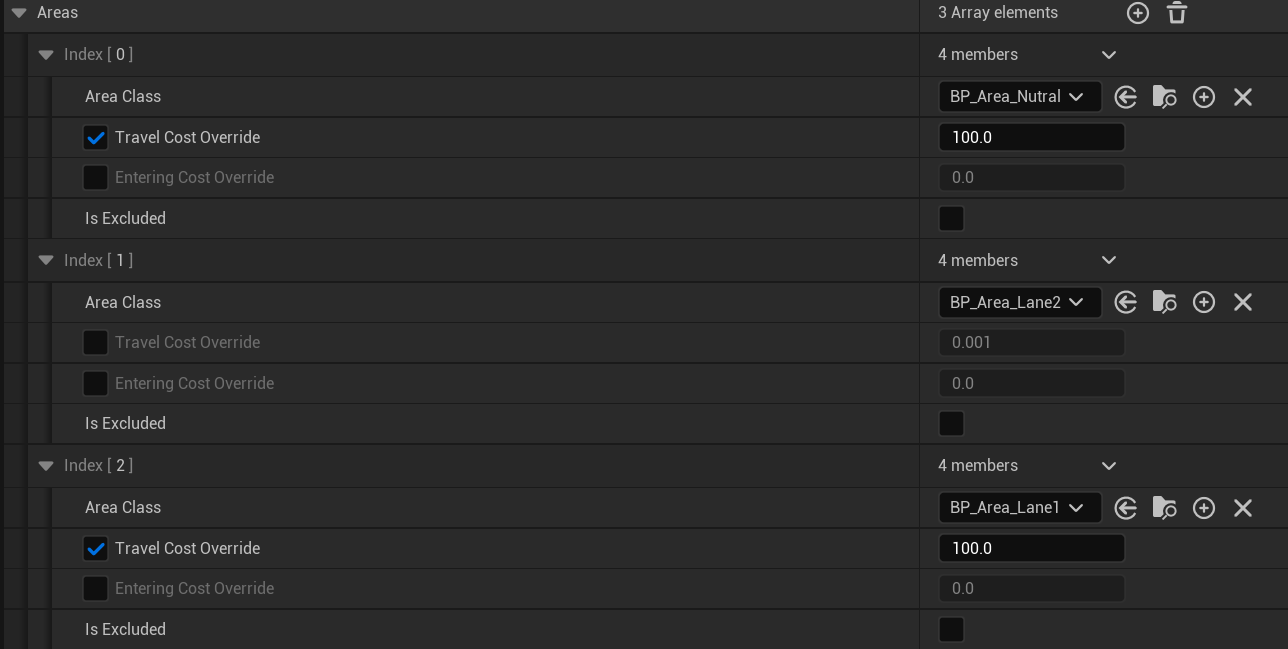 Areas 3 Array elements
Index [ 0 ] 4 members
Area Class BP_Area_Nutral
Travel Cost Override 100.0
Entering Cost Override 0.0
Is Excluded
Index [ 1 ] 4 members
Area Class BP_Area_Lane2
Travel Cost Override 0.001
Entering Cost Override 0.0
Is Excluded
Index [ 2 ] 4 members
Area Class BP_Area_Lane1
Travel Cost Override 100.0
Entering Cost Override 0.0
Is Excluded